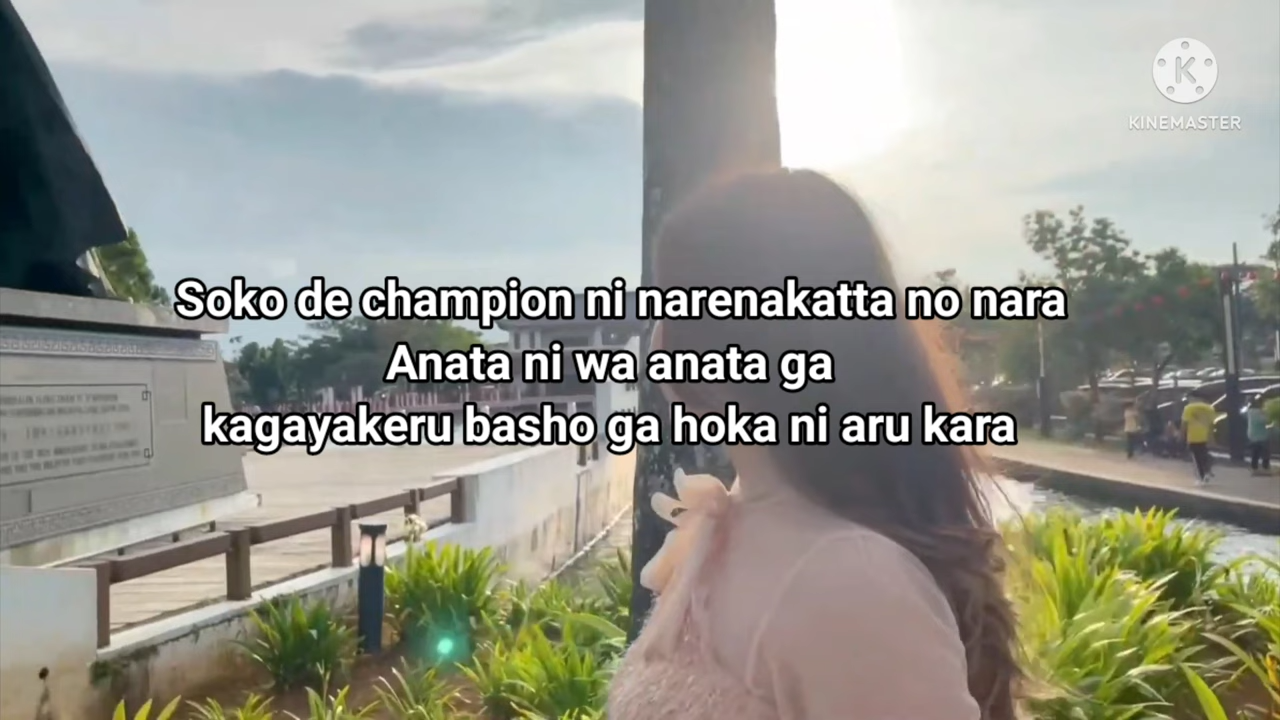 KINEMASTER
Soko de champion ni narenakatta no nara
Anata ni wa anata ga
kagayakeru basho ga hoka ni aru kara